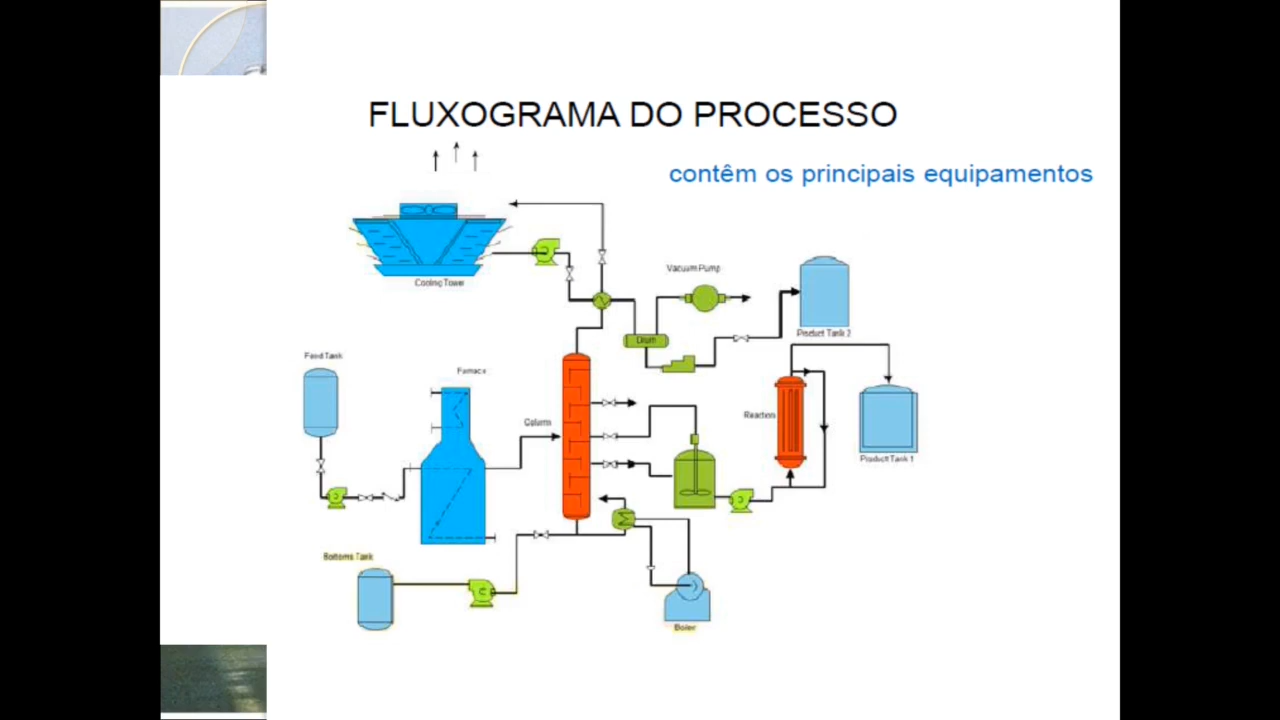 FLUXOGRAMA DO PROCESSO
contêm os principais equipamentos
Cooling Tower
Vacuum Pump
Drum
Product Tank 2
Feed Tank
Furnace
Column
Reaction
Product Tank 1
Bottoms Tank
Boiler